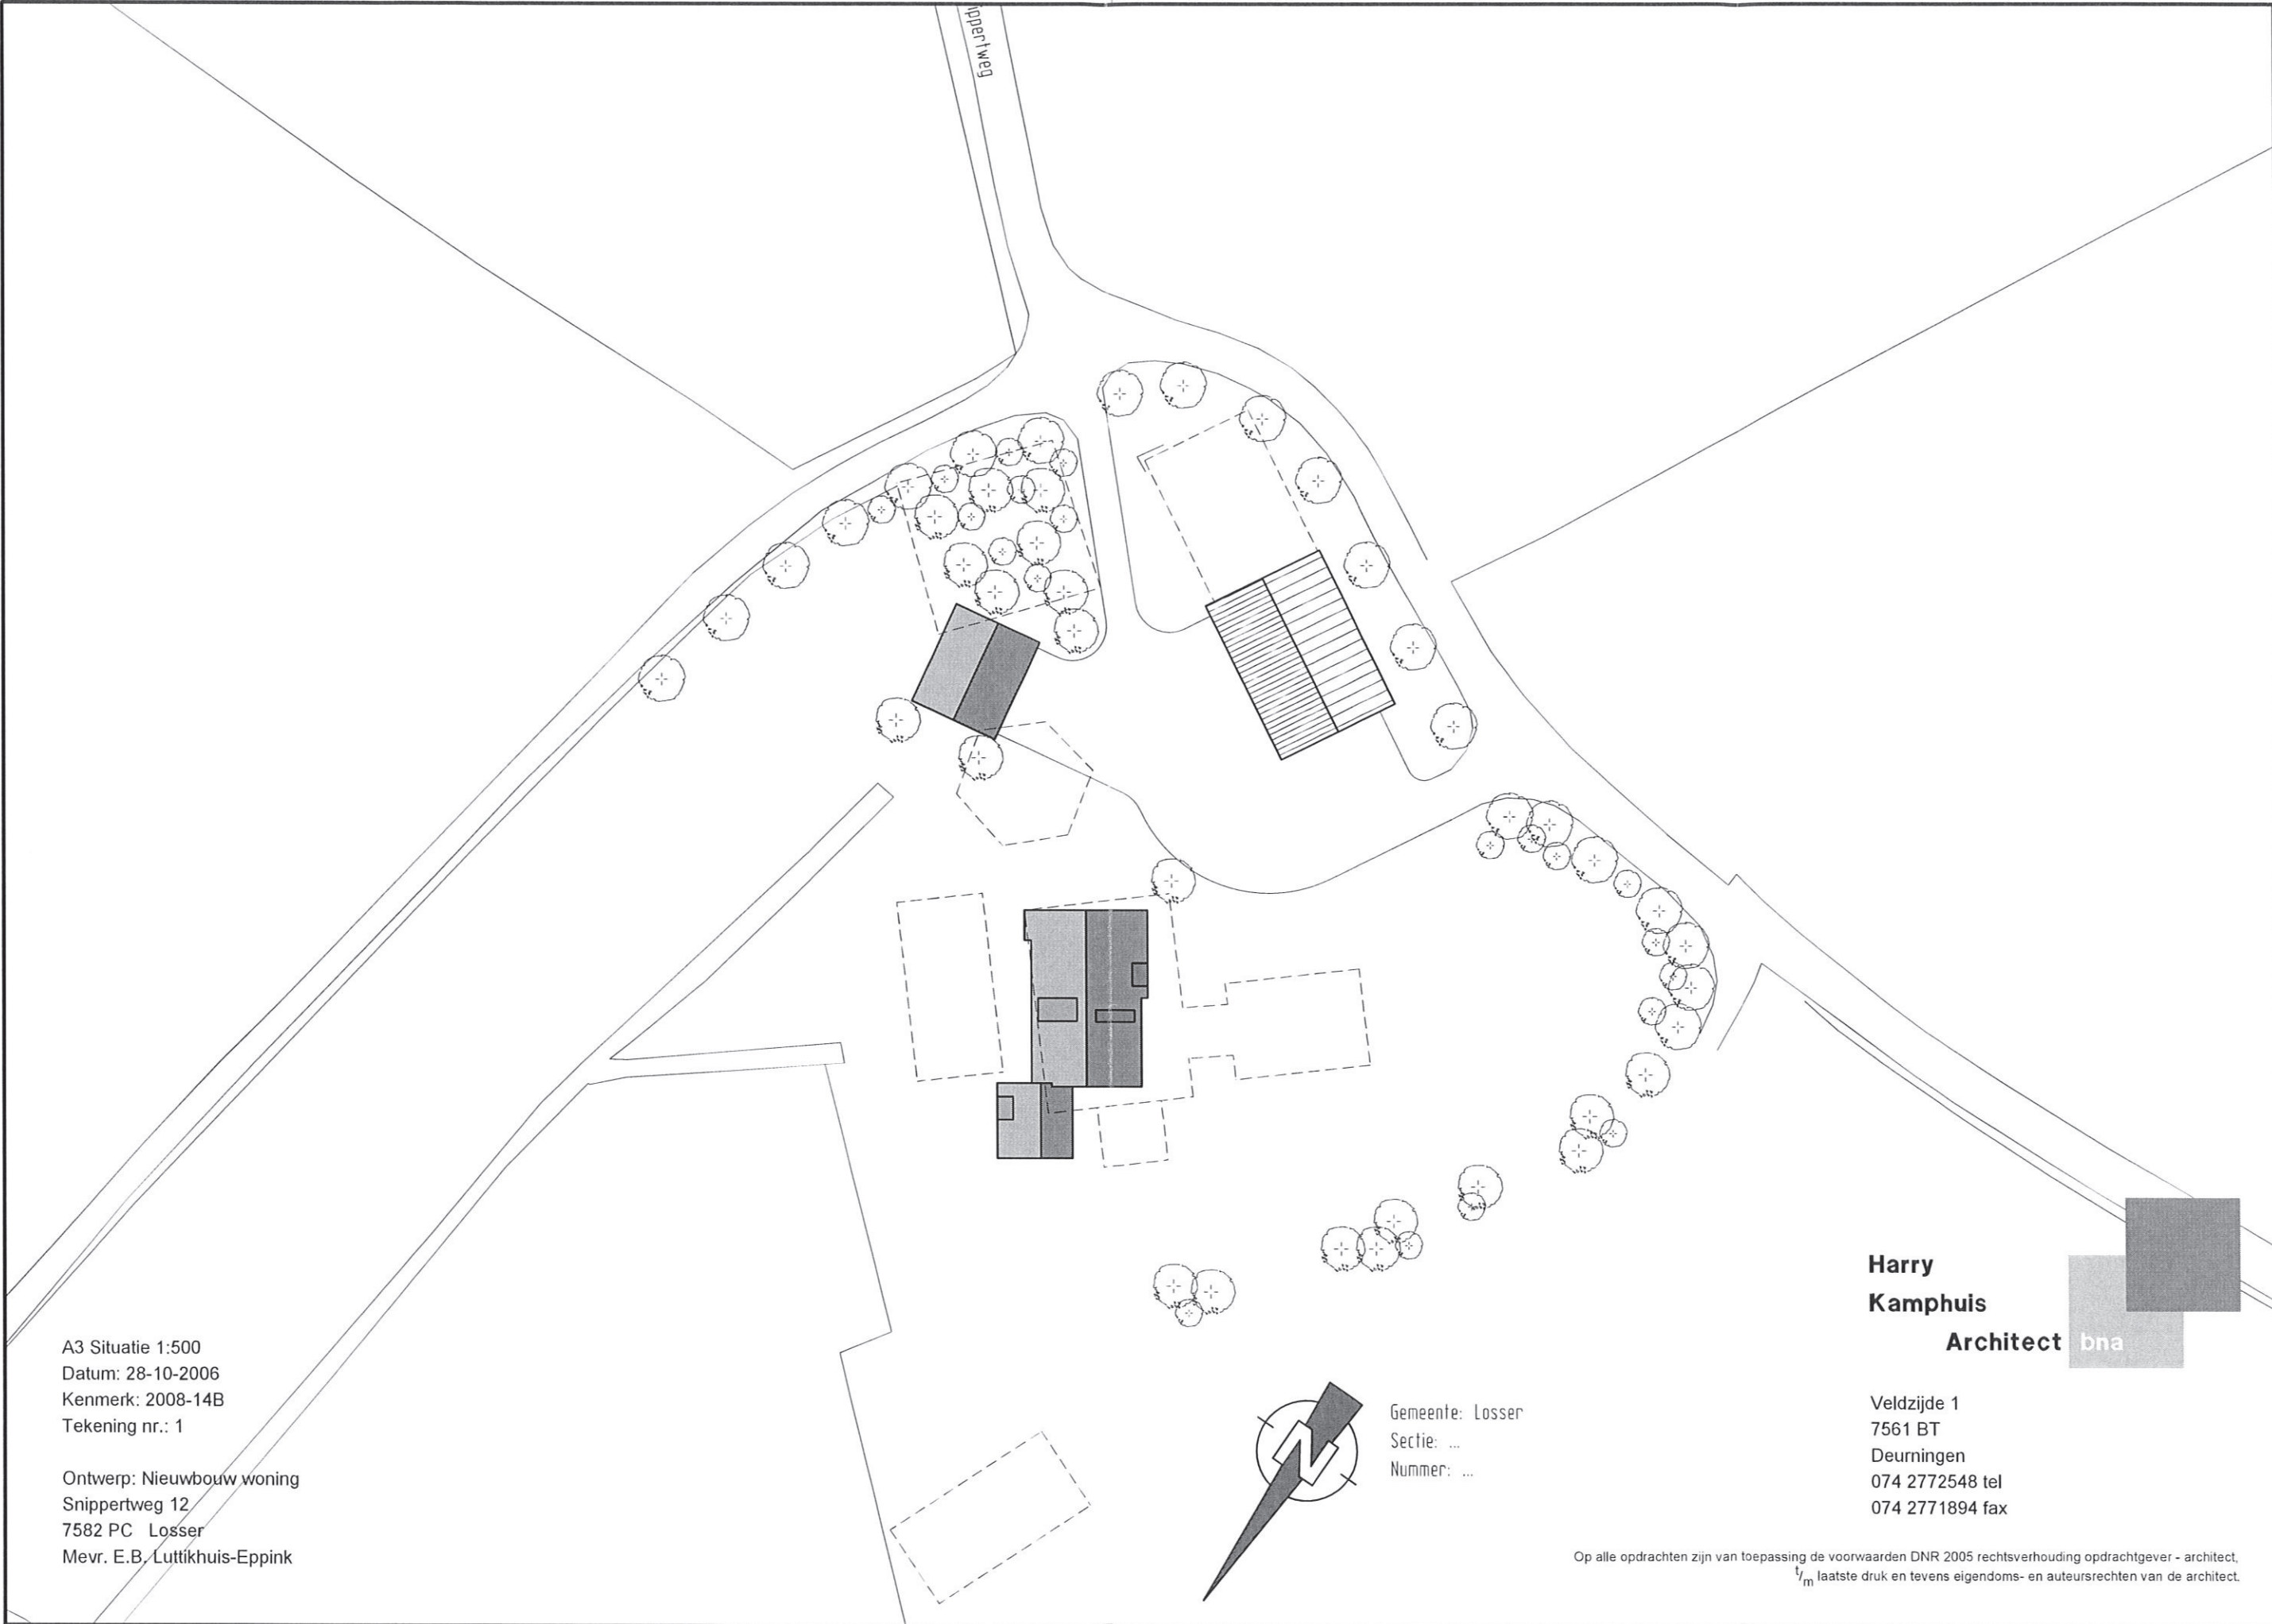 ippertweg
A3 Situatie 1:500
Datum: 28-10-2006
Kenmerk: 2008-14B
Tekening nr.: 1
Ontwerp: Nieuwbouw woning
Snippertweg 12
7582 PC Losser
Mevr. E.B. Luttikhuis-Eppink
N
Gemeente: Losser
Sectie: ...
Nummer: ...
Harry
Kamphuis
Architect bna
Veldzijde 1
7561 BT
Deurningen
074 2772548 tel
074 2771894 fax
Op alle opdrachten zijn van toepassing de voorwaarden DNR 2005 rechtsverhouding opdrachtgever - architect,
t/m laatste druk en tevens eigendoms- en auteursrechten van de architect.